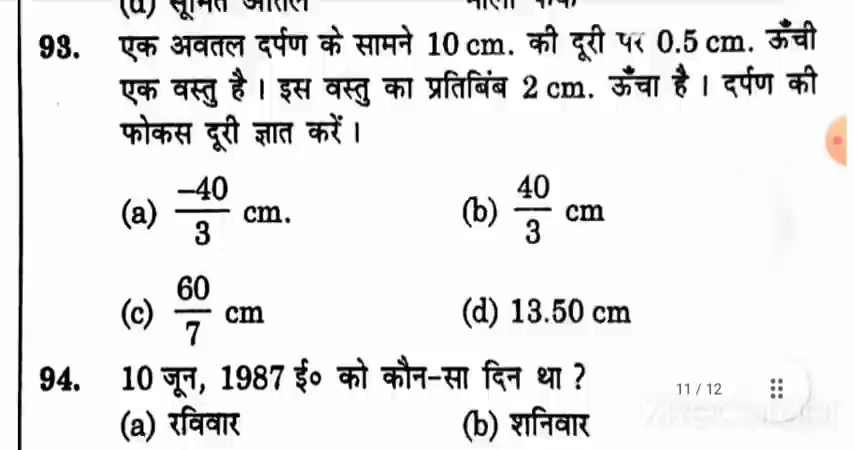 93. एक अवतल दर्पण के सामने 10 cm. की दूरी पर 0.5 cm. ऊँची
एक वस्तु है। इस वस्तु का प्रतिबिंब 2 cm. ऊँचा है। दर्पण की
फोकस दूरी ज्ञात करें।
(a) -40/3 cm. (b) 40/3 cm
(c) 60/7 cm (d) 13.50 cm
94. 10 जून, 1987 ई० को कौन-सा दिन था ?
11 / 12
(a) रविवार (b) शनिवार